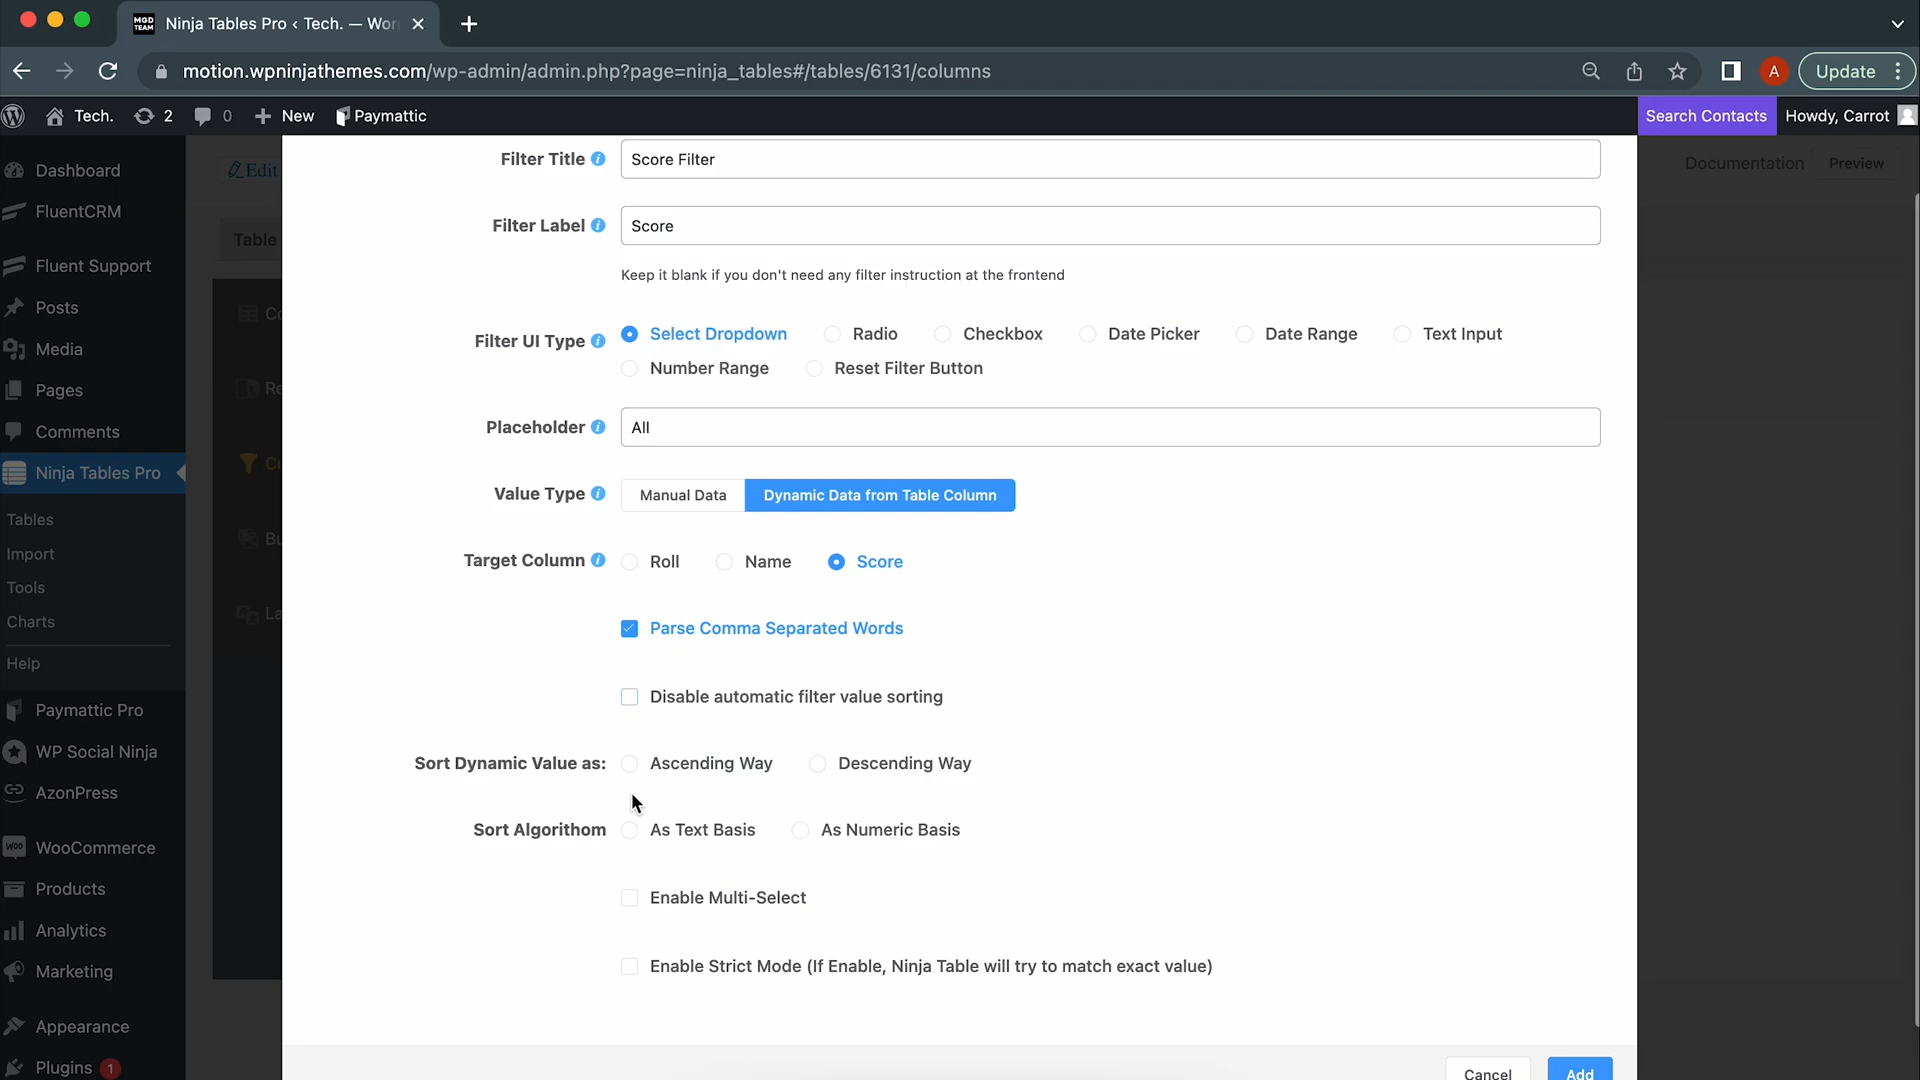 MGD TEAM
Ninja Tables Pro ‹ Tech. — Wor
motion.wpninjathemes.com/wp-admin/admin.php?page=ninja_tables#/tables/6131/columns
A
Update
Tech.
2
0
New
Paymattic
Search Contacts
Howdy, Carrot
Dashboard
FluentCRM
Fluent Support
Posts
Media
Pages
Comments
Ninja Tables Pro
Tables
Import
Tools
Charts
Help
Paymattic Pro
WP Social Ninja
AzonPress
WooCommerce
Products
Analytics
Marketing
Appearance
Plugins 1
Edit
Table
Co
Re
Cu
Bu
La
Documentation
Preview
Filter Title
Score Filter
Filter Label
Score
Keep it blank if you don't need any filter instruction at the frontend
Filter UI Type
Select Dropdown Radio Checkbox Date Picker Date Range Text Input
Number Range Reset Filter Button
Placeholder
All
Value Type
Manual Data Dynamic Data from Table Column
Target Column
Roll Name Score
Parse Comma Separated Words
Disable automatic filter value sorting
Sort Dynamic Value as: Ascending Way Descending Way
Sort Algorithom As Text Basis As Numeric Basis
Enable Multi-Select
Enable Strict Mode (If Enable, Ninja Table will try to match exact value)
Cancel
Add